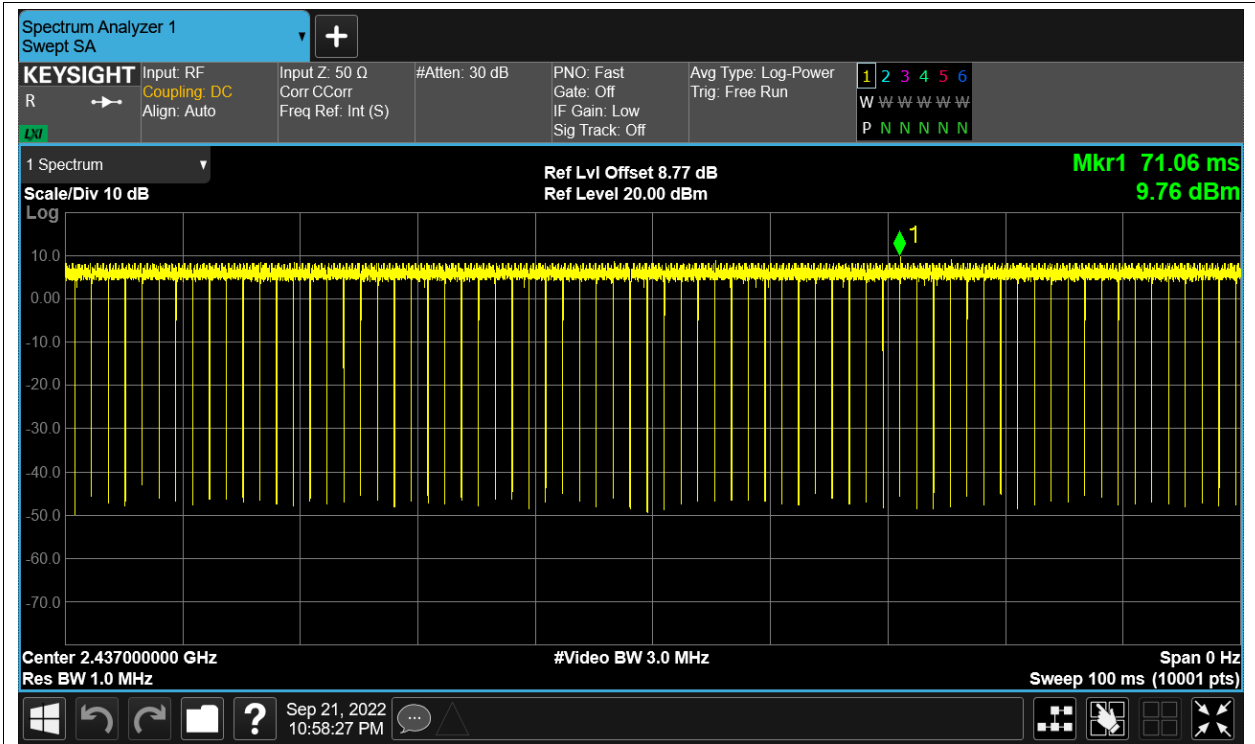 Spectrum Analyzer 1
Swept SA
KEYSIGHT
R
LXI
Input: RF
Coupling: DC
Align: Auto
Input Z: 50 Ω
Corr CCorr
Freq Ref: Int (S)
#Atten: 30 dB
PNO: Fast
Gate: Off
IF Gain: Low
Sig Track: Off
Avg Type: Log-Power
Trig: Free Run
1 2 3 4 5 6
W W W W W W
P N N N N N
1 Spectrum
Scale/Div 10 dB
Log
Ref Lvl Offset 8.77 dB
Ref Level 20.00 dBm
Mkr1 71.06 ms
9.76 dBm
1
10.0
0.00
-10.0
-20.0
-30.0
-40.0
-50.0
-60.0
-70.0
Center 2.437000000 GHz
Res BW 1.0 MHz
#Video BW 3.0 MHz
Span 0 Hz
Sweep 100 ms (10001 pts)
?
Sep 21, 2022
10:58:27 PM